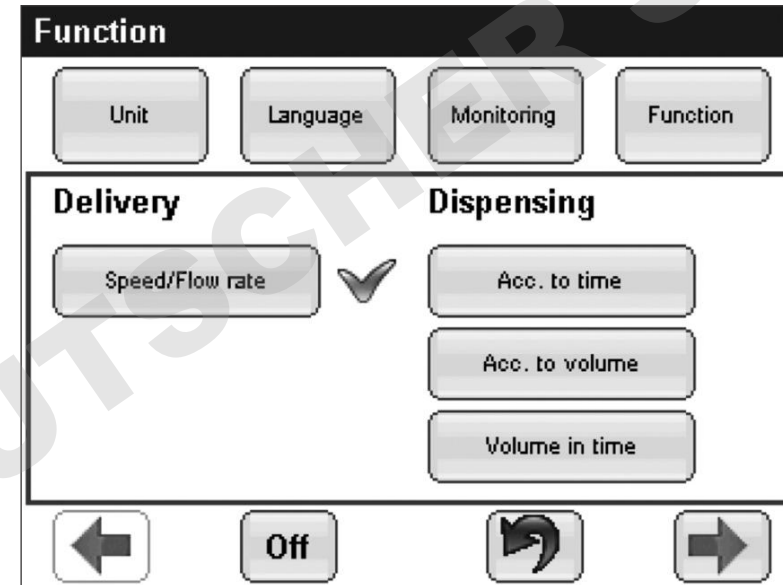 Function
Unit Language Monitoring Function
Delivery Dispensing
Speed/Flow rate Acc. to time
Acc. to volume
Volume in time
Off
UTSCHER S